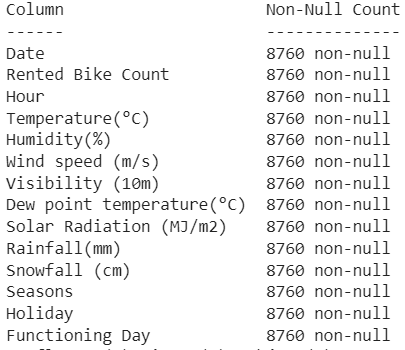 Column Non-Null Count
------ --------------
Date 8760 non-null
Rented Bike Count 8760 non-null
Hour 8760 non-null
Temperature(°C) 8760 non-null
Humidity(%) 8760 non-null
Wind speed (m/s) 8760 non-null
Visibility (10m) 8760 non-null
Dew point temperature(°C) 8760 non-null
Solar Radiation (MJ/m2) 8760 non-null
Rainfall(mm) 8760 non-null
Snowfall (cm) 8760 non-null
Seasons 8760 non-null
Holiday 8760 non-null
Functioning Day 8760 non-null